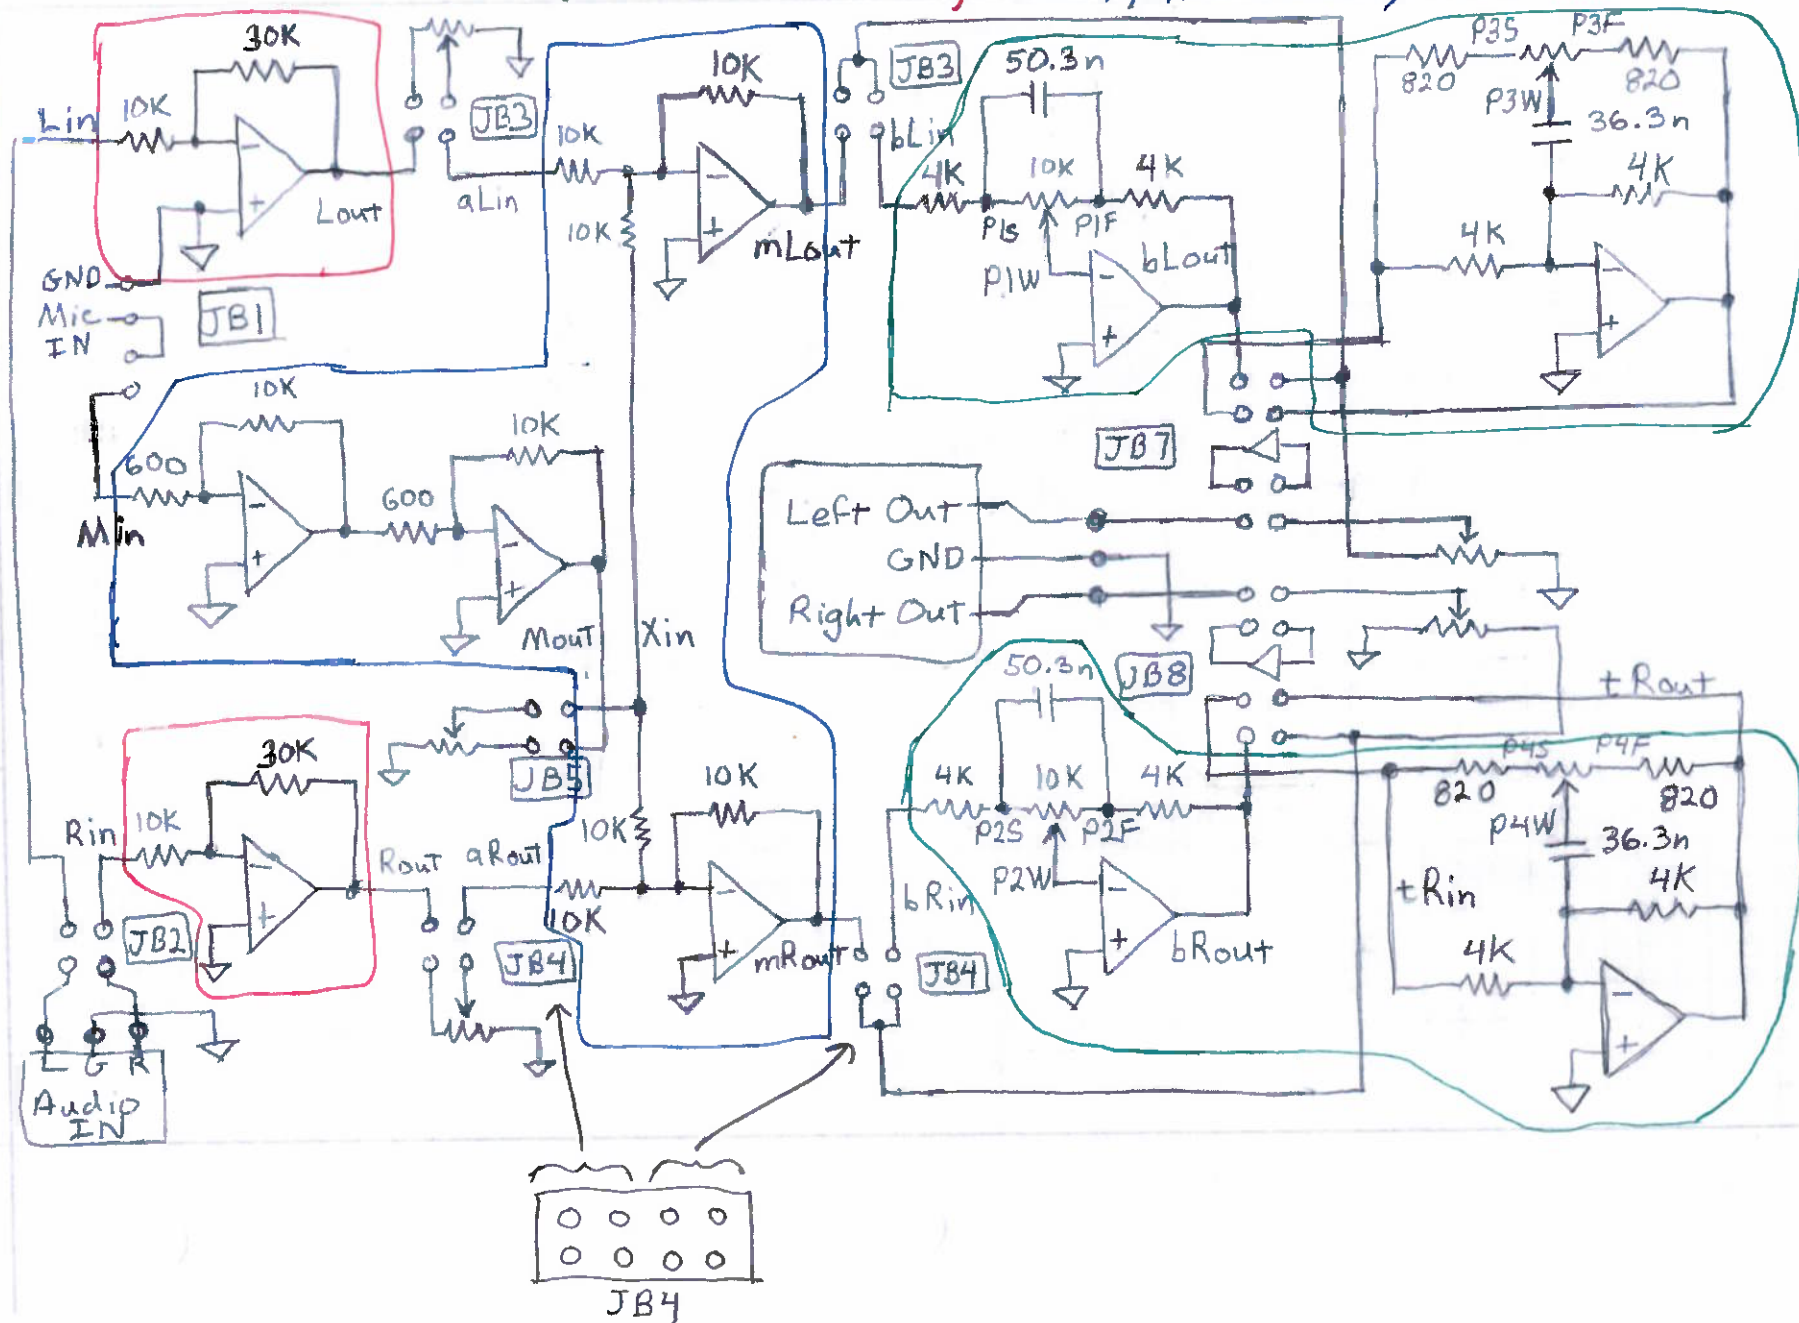 30K
10K
Lin
Lout
GND
Mic
IN
JB1
JB3
10K
aLin
10K
10K
mLout
JB3
bLin
50.3n
4K
10K
4K
P1S
P1F
P1W
bLout
P3S
P3F
820
820
P3W
36.3n
4K
4K
10K
600
Min
600
10K
Mout
Xin
JB7
Left Out
GND
Right Out
JB8
JB5
30K
Rin
10K
Rout
aRout
10K
10K
10K
mRout
JB2
JB4
L G R
Audio
IN
50.3n
4K
10K
4K
P2S
P2F
P2W
bRin
bRout
JB4
tRout
P4S
P4F
820
820
P4W
36.3n
tRin
4K
4K
JB4